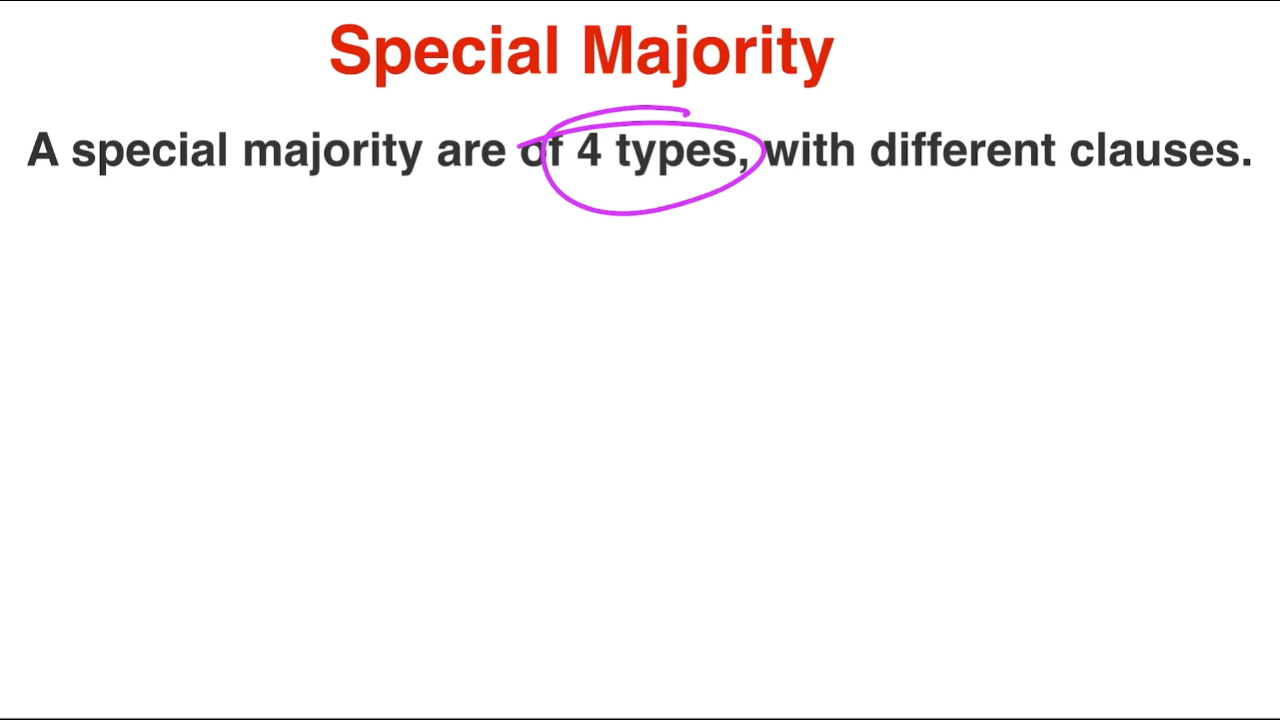 Special Majority
A special majority are of 4 types, with different clauses.